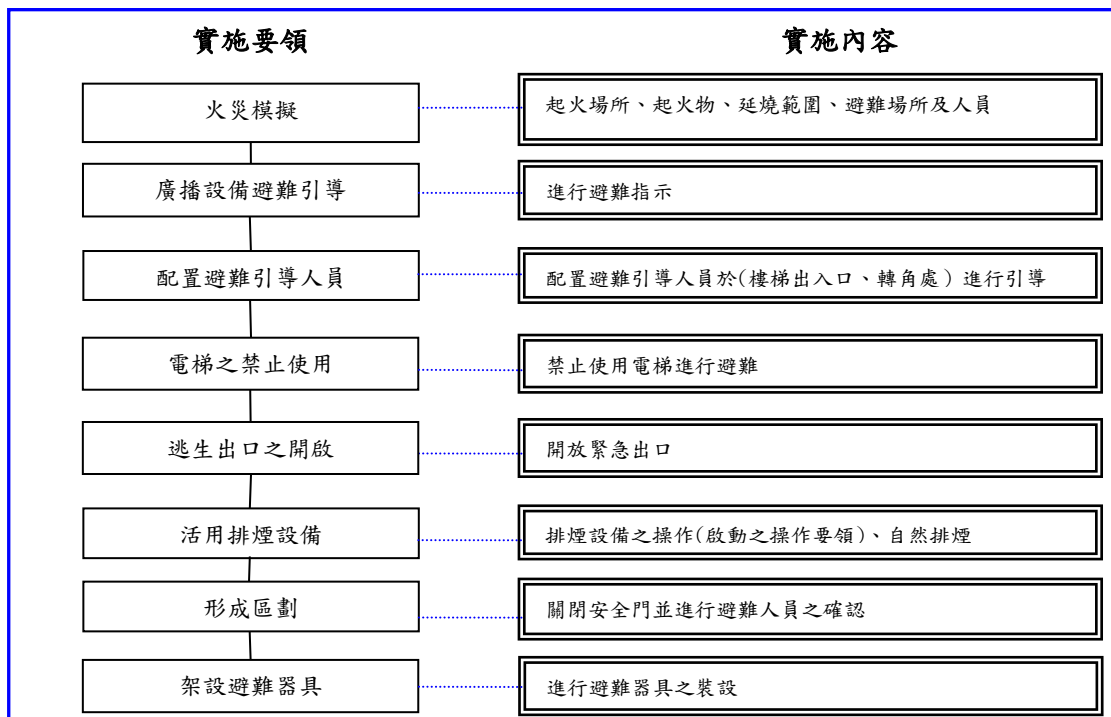 實施要領
實施內容
火災模擬
起火場所、起火物、延燒範圍、避難場所及人員
廣播設備避難引導
進行避難指示
配置避難引導人員
配置避難引導人員於(樓梯出入口、轉角處) 進行引導
電梯之禁止使用
禁止使用電梯進行避難
逃生出口之開啟
開放緊急出口
活用排煙設備
排煙設備之操作(啟動之操作要領)、自然排煙
形成區劃
關閉安全門並進行避難人員之確認
架設避難器具
進行避難器具之裝設